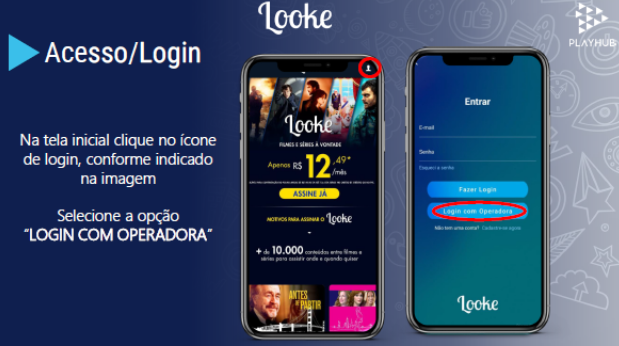 Looke
PLAYHUB
Acesso/Login
Na tela inicial clique no ícone
de login, conforme indicado
na imagem
Selecione a opção
“LOGIN COM OPERADORA”
Looke
FILMES E SÉRIES À VONTADE
Apenas R$ 12,49*
/mês
ASSINE JÁ
MOTIVOS PARA ASSINAR O Looke
+ de 10.000 conteúdos entre filmes e
séries para assistir onde e quando quiser
ANTES
DE PARTIR
Entrar
E-mail
Senha
Esqueci a senha
Fazer Login
Login com Operadora
Não tem uma conta? Cadastre-se agora
Looke